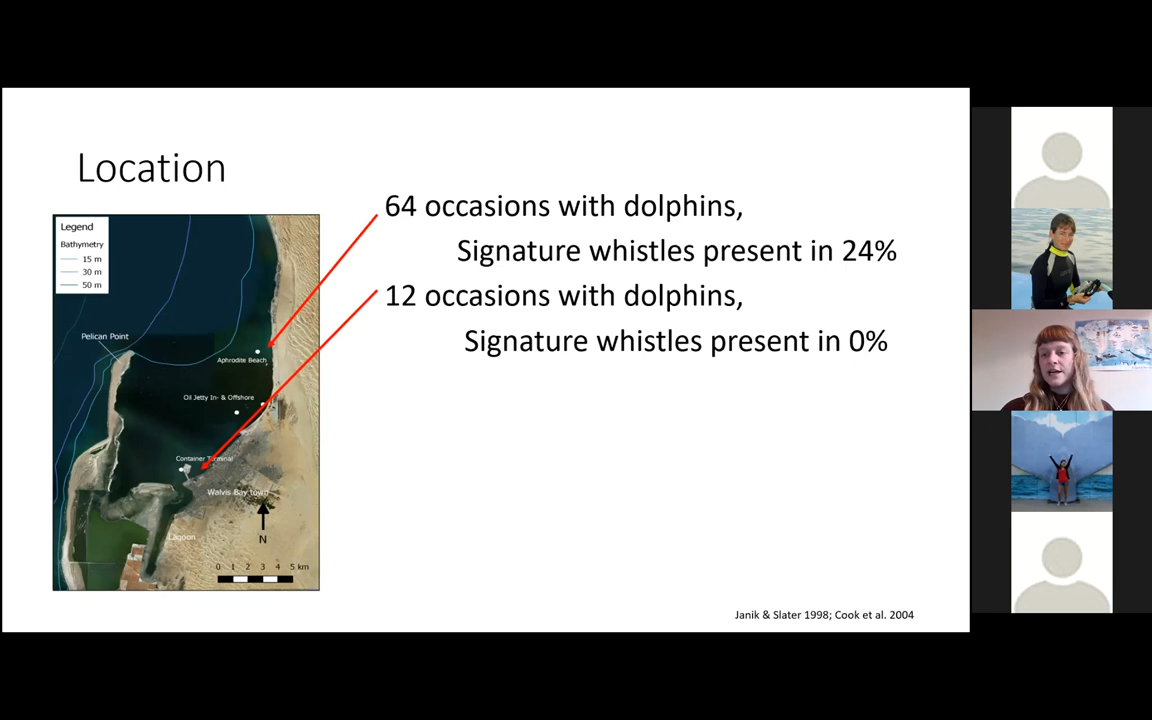 Location
64 occasions with dolphins,
Signature whistles present in 24%
12 occasions with dolphins,
Signature whistles present in 0%
Legend
Bathymetry
15 m
30 m
50 m
Pelican Point
Aphrodite Beach
Oil Jetty In- & Offshore
Container Terminal
Walvis Bay town
Lagoon
N
0 1 2 3 4 5 km
Janik & Slater 1998; Cook et al. 2004